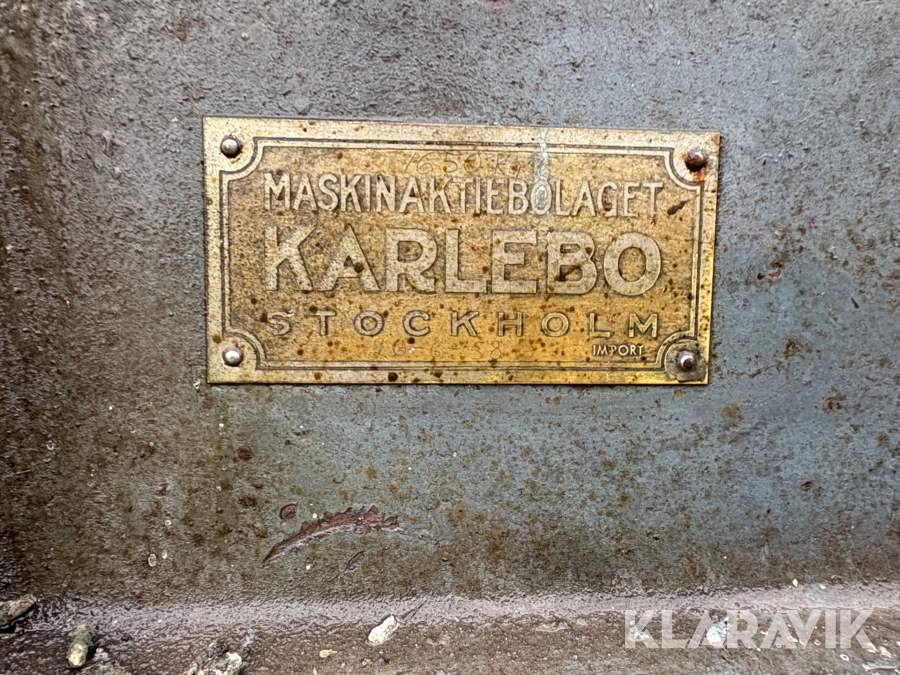 MASKINAKTIEBOLAGET
KARLEBO
STOCKHOLM
IMPORT
KLARAVIK